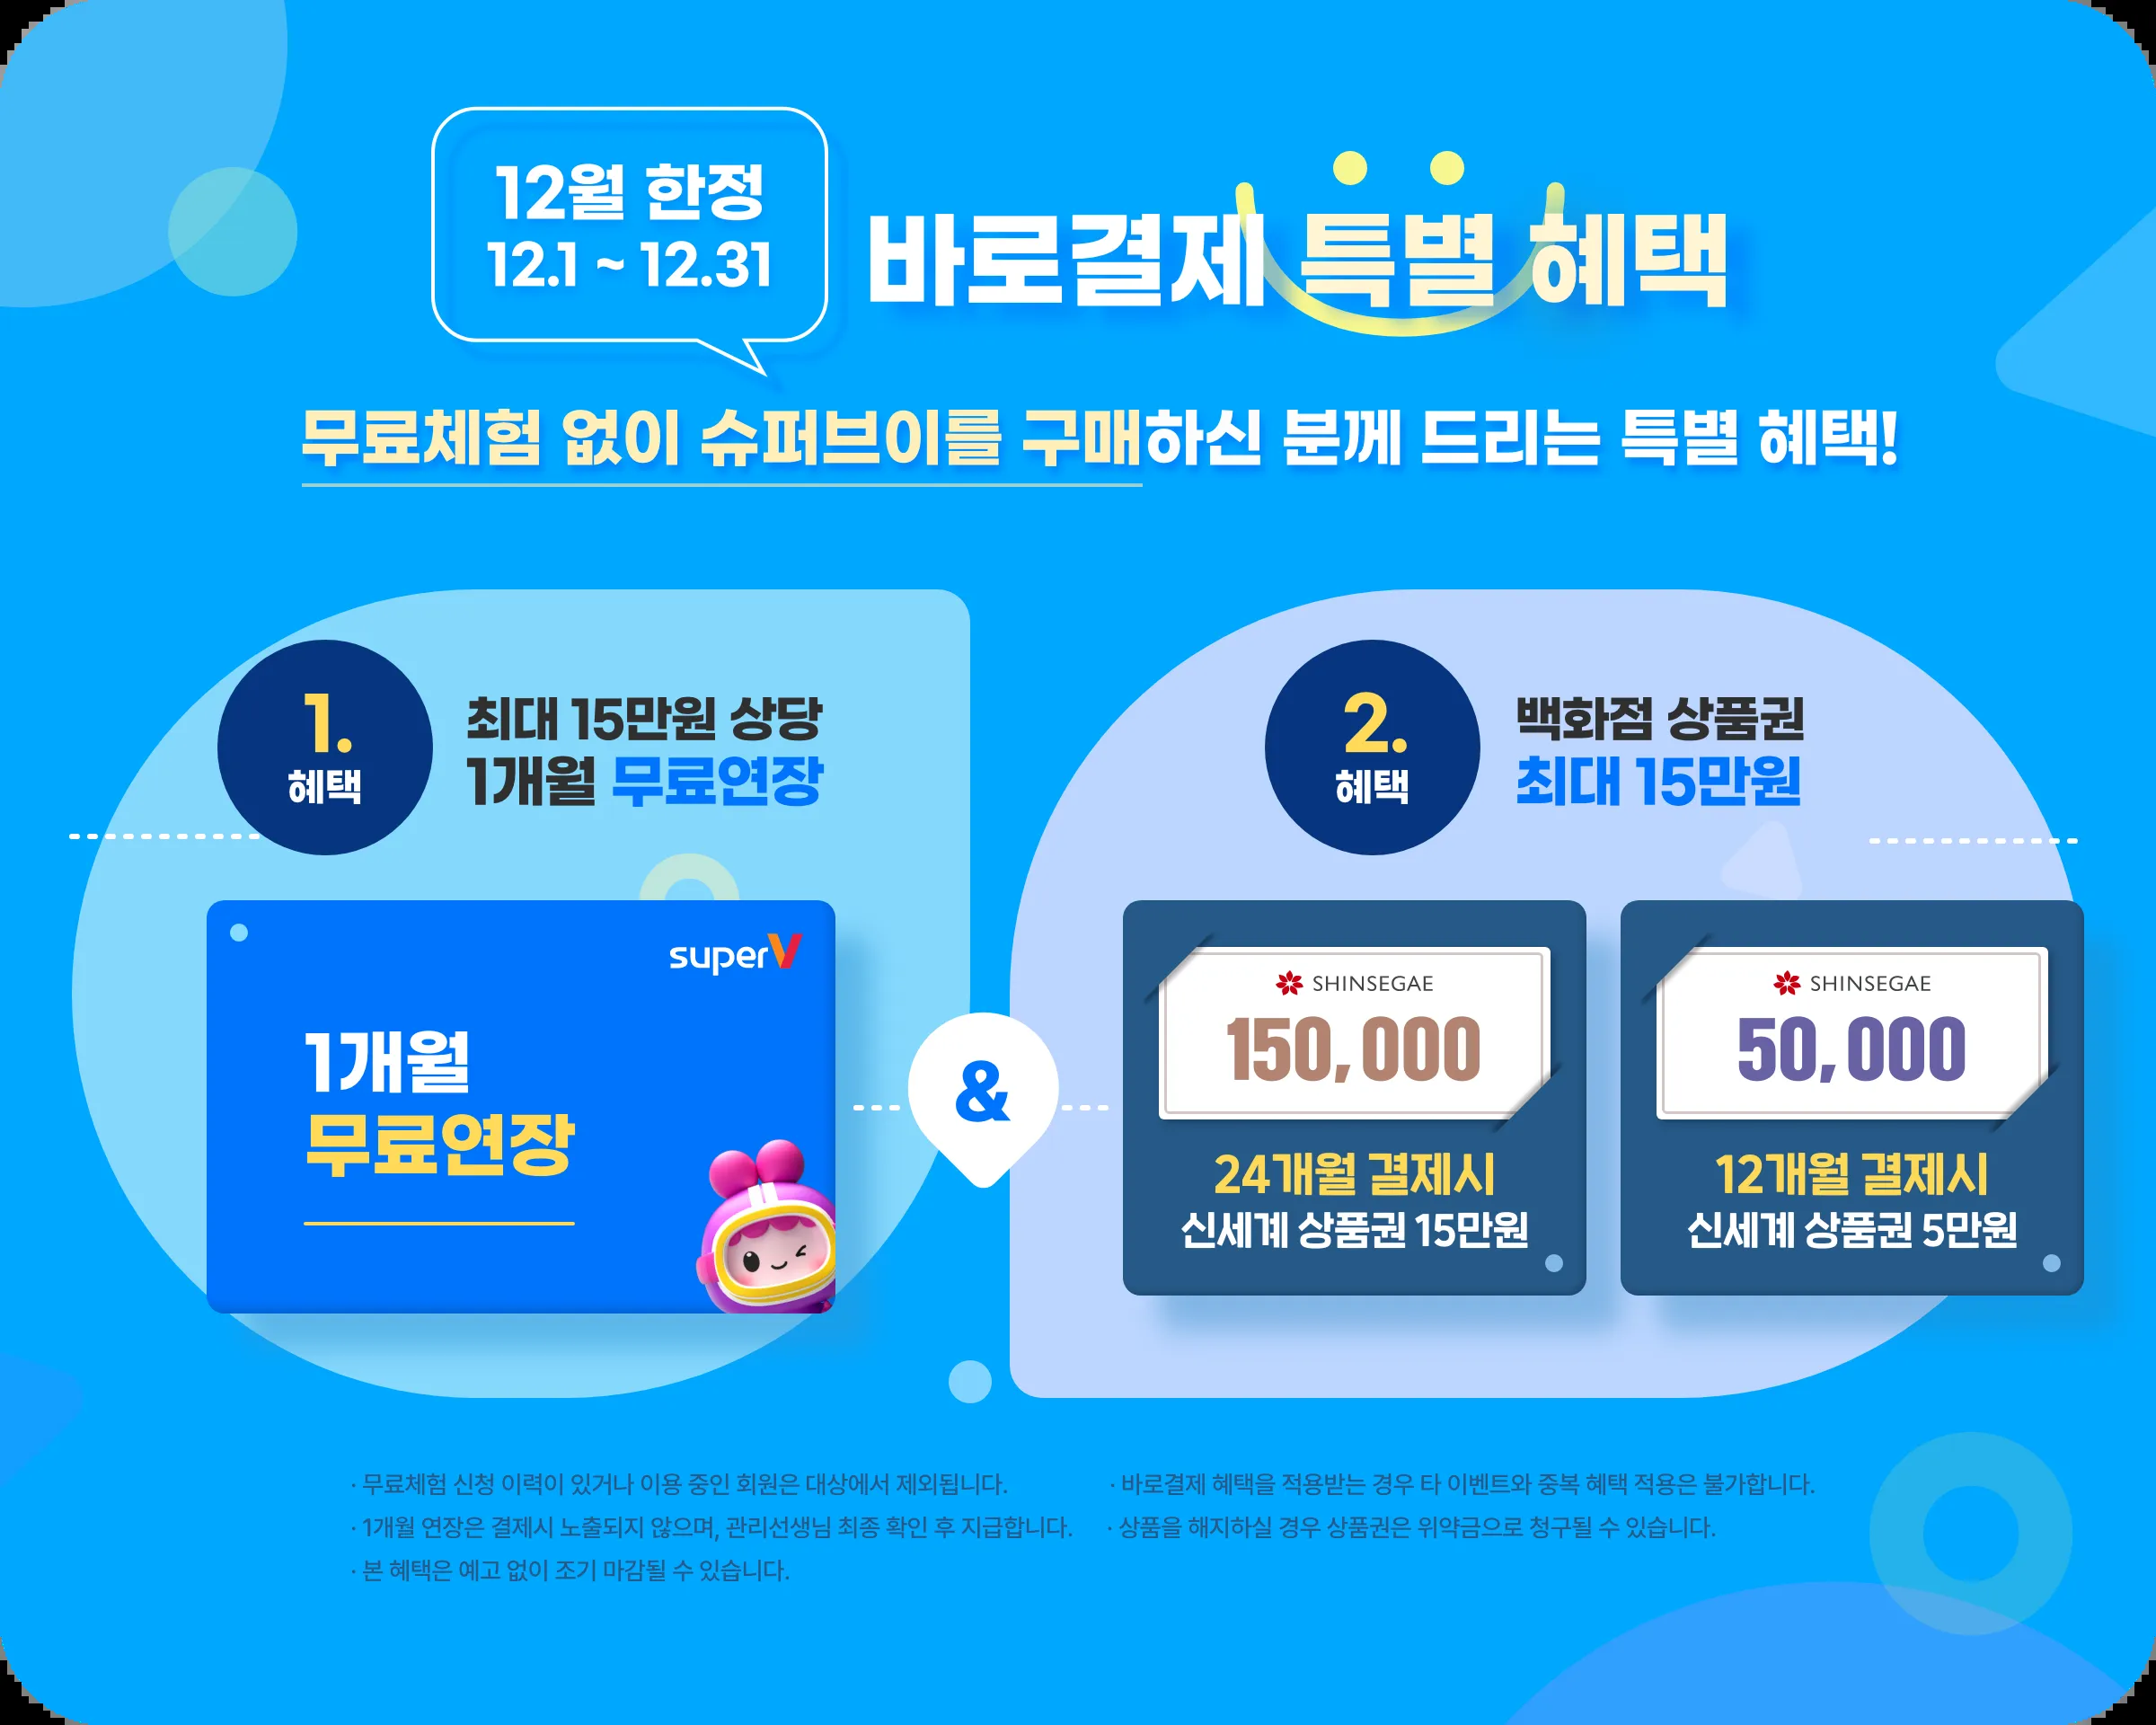 12월 한정
12.1 ~ 12.31
바로결제 특별 혜택
무료체험 없이 슈퍼브이를 구매하신 분께 드리는 특별 혜택!
1.
혜택
최대 15만원 상당
1개월 무료연장
superV
1개월
무료연장
&
2.
혜택
백화점 상품권
최대 15만원
SHINSEGAE
150,000
24개월 결제시
신세계 상품권 15만원
SHINSEGAE
50,000
12개월 결제시
신세계 상품권 5만원
· 무료체험 신청 이력이 있거나 이용 중인 회원은 대상에서 제외됩니다.
· 1개월 연장은 결제시 노출되지 않으며, 관리선생님 최종 확인 후 지급합니다.
· 본 혜택은 예고 없이 조기 마감될 수 있습니다.
· 바로결제 혜택을 적용받는 경우 타 이벤트와 중복 혜택 적용은 불가합니다.
· 상품을 해지하실 경우 상품권은 위약금으로 청구될 수 있습니다.